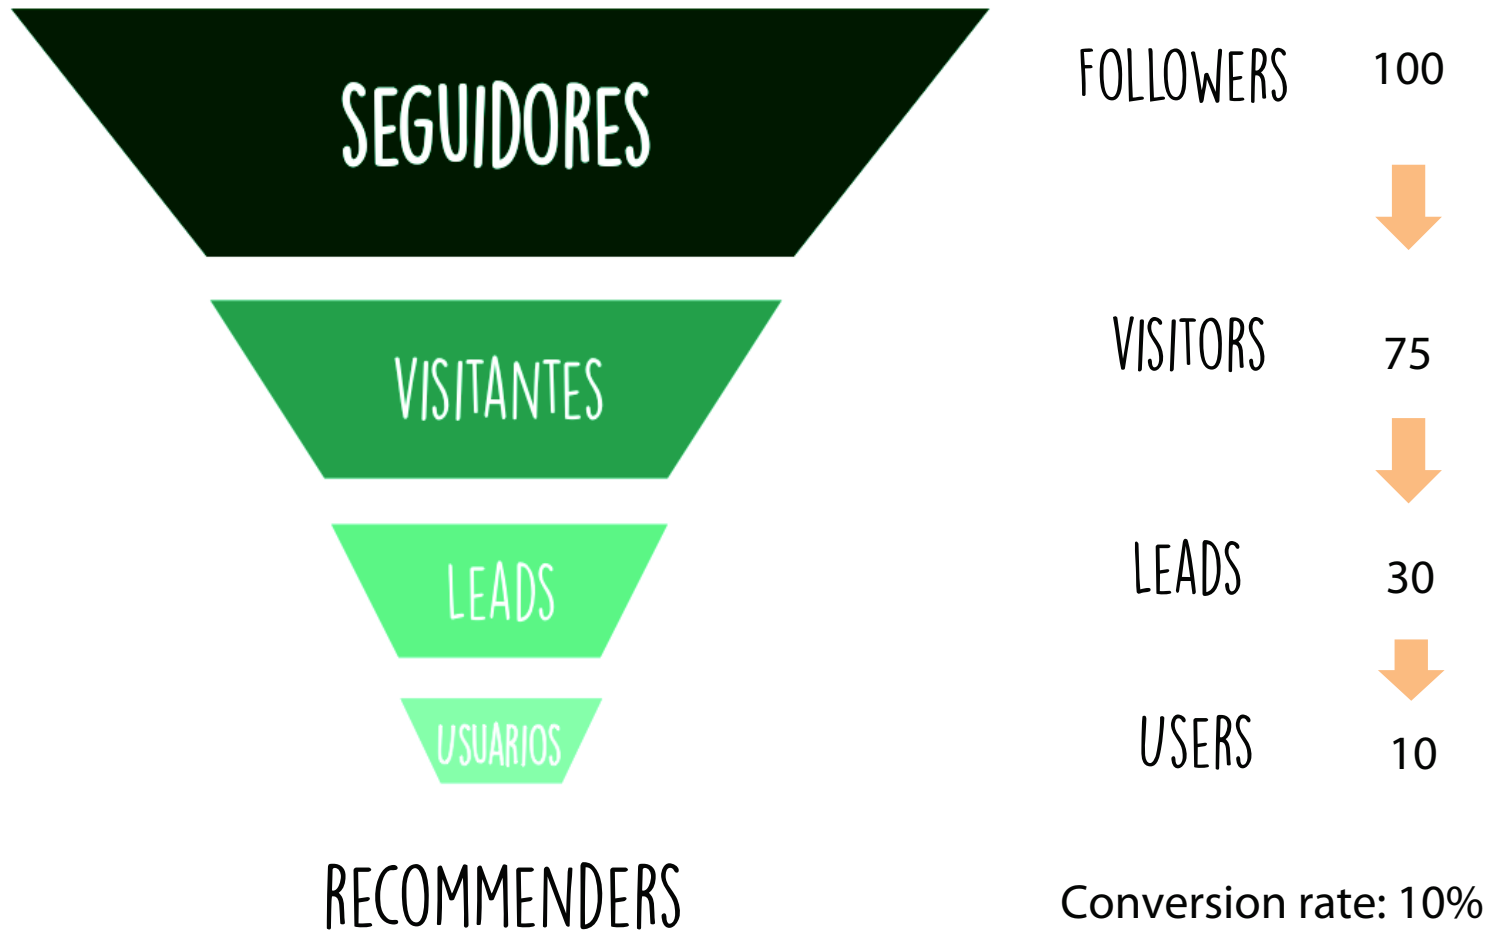 SEGUIDORES
FOLLOWERS 100
VISITANTES
VISITORS 75
LEADS
LEADS 30
USUARIOS
USERS 10
RECOMMENDERS
Conversion rate: 10%